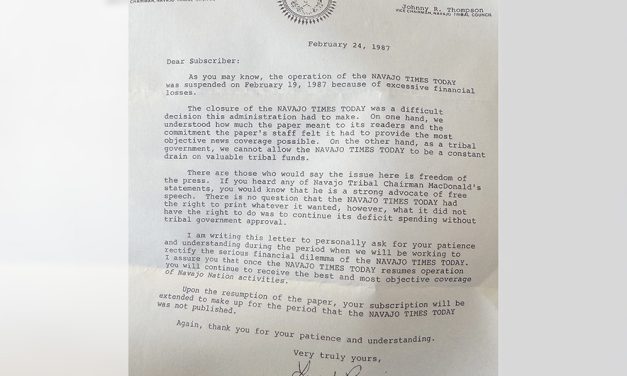 CHAIRMAN, NAVAJO TRIBAL COUNCIL
Johnny R. Thompson
VICE CHAIRMAN, NAVAJO TRIBAL COUNCIL
February 24, 1987
Dear Subscriber:
As you may know, the operation of the NAVAJO TIMES TODAY
was suspended on February 19, 1987 because of excessive financial
losses.
The closure of the NAVAJO TIMES TODAY was a difficult
decision this administration had to make. On one hand, we
understood how much the paper meant to its readers and the
commitment the paper's staff felt it had to provide the most
objective news coverage possible. On the other hand, as a tribal
government, we cannot allow the NAVAJO TIMES TODAY to be a constant
drain on valuable tribal funds.
There are those who would say the issue here is freedom of
the press. If you heard any of Navajo Tribal Chairman MacDonald's
statements, you would know that he is a strong advocate of free
speech. There is no question that the NAVAJO TIMES TODAY had
the right to print whatever it wanted, however, what it did not
have the right to do was to continue its deficit spending without
tribal government approval.
I am writing this letter to personally ask for your patience
and understanding during the period when we will be working to
rectify the serious financial dilemma of the NAVAJO TIMES TODAY.
I assure you that once the NAVAJO TIMES TODAY resumes operation
you will continue to receive the best and most objective coverage
of Navajo Nation activities.
Upon the resumption of the paper, your subscription will be
extended to make up for the period that the NAVAJO TIMES TODAY
was not published.
Again, thank you for your patience and understanding.
Very truly yours,